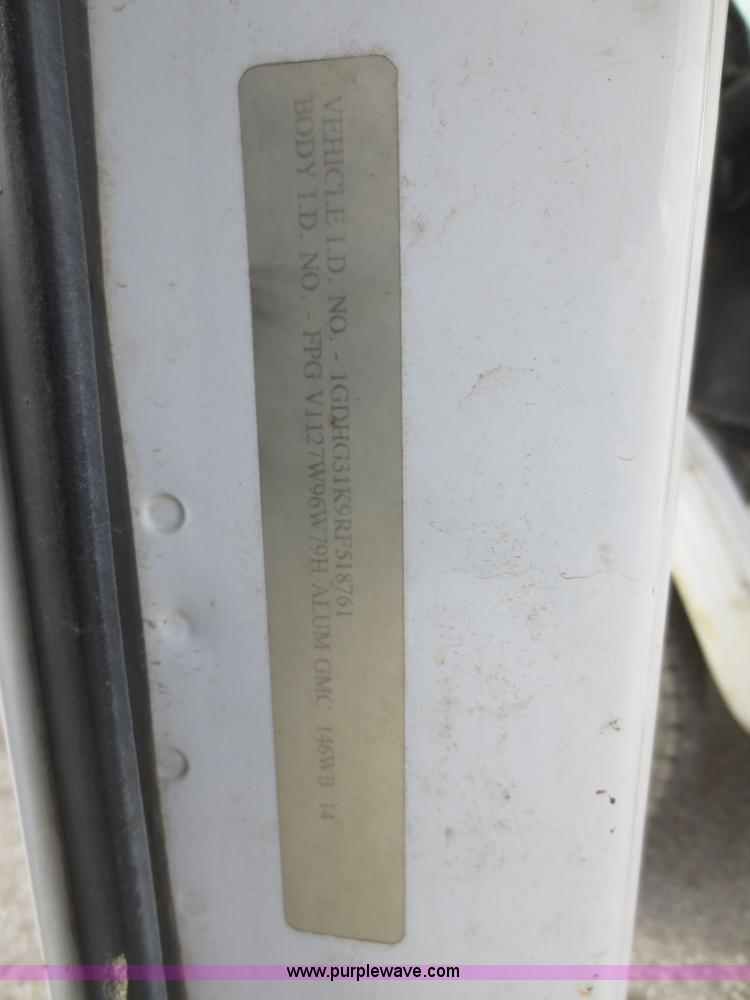 VEHICLE I.D. NO. - 1GDHG31K9RF518761
BODY I.D. NO. - FPG V1127W96W79H ALUM GMC 146WB 14
www.purplewave.com